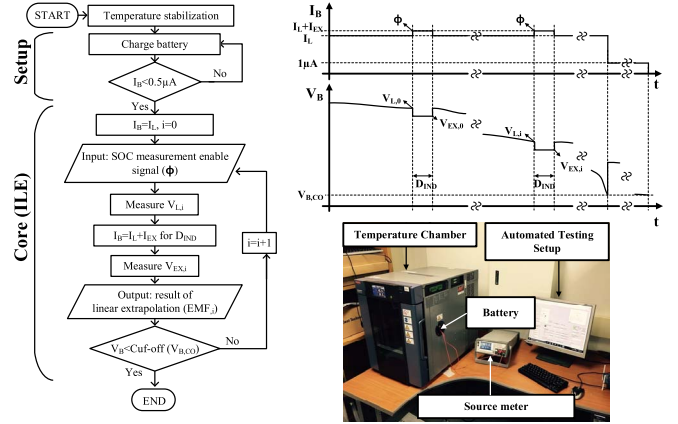 START
Temperature stabilization
Charge battery
I_B<0.5µA
No
Yes
Setup
I_B=I_L, i=0
Input: SOC measurement enable
signal (ϕ)
Measure V_L,i
I_B=I_L+I_EX for D_IND
i=i+1
Measure V_EX,i
Output: result of
linear extrapolation (EMF_,i)
V_B<Cuf-off (V_B,CO)
No
Yes
END
Core (ILE)
I_B
I_L+I_EX
I_L
1µA
ϕ
ϕ
t
V_B
V_L,0
V_EX,0
V_L,i
V_EX,i
D_IND
D_IND
V_B,CO
t
Temperature Chamber
Automated Testing
Setup
Battery
Source meter